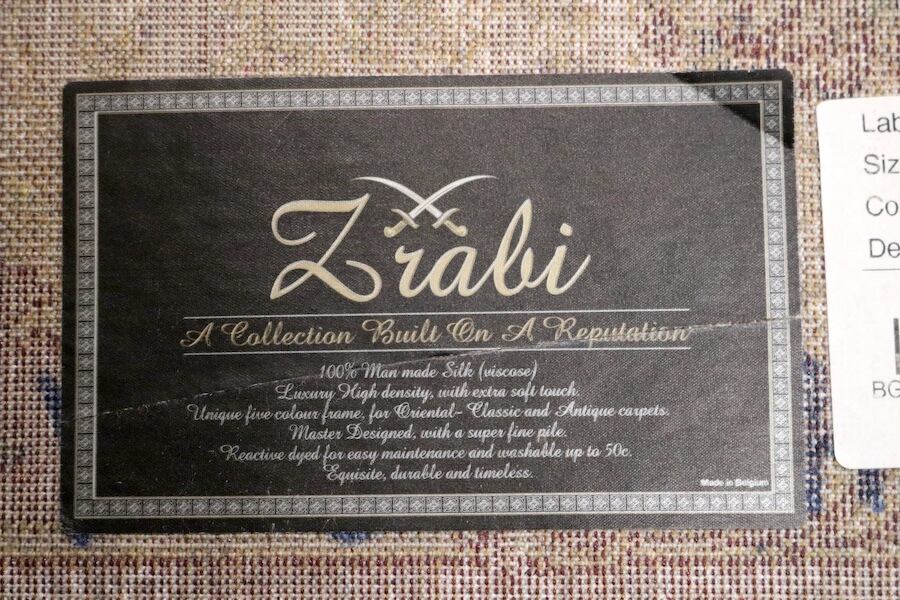 Zrabi
A Collection Built On A Reputation
100% Man made Silk (viscose)
Luxury High density, with extra soft touch.
Unique five colour frame, for Oriental- Classic and Antique carpets.
Master Designed, with a super fine pile.
Reactive dyed for easy maintenance and washable up to 50c.
Equisite, durable and timeless.
Made in Belgium
Lab
Siz
Co
De
BG